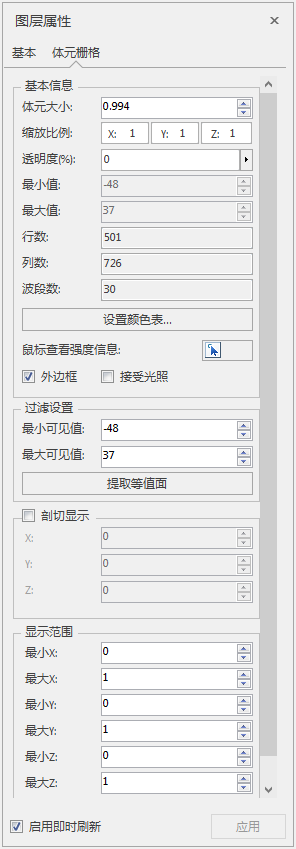 图层属性
基本 体元栅格
基本信息
体元大小: 0.994
缩放比例: X: 1 Y: 1 Z: 1
透明度(%): 0
最小值: -48
最大值: 37
行数: 501
列数: 726
波段数: 30
设置颜色表...
鼠标查看强度信息:
外边框 接受光照
过滤设置
最小可见值: -48
最大可见值: 37
提取等值面
剖切显示
X: 0
Y: 0
Z: 0
显示范围
最小X: 0
最大X: 1
最小Y: 0
最大Y: 1
最小Z: 0
最大Z: 1
启用即时刷新 应用